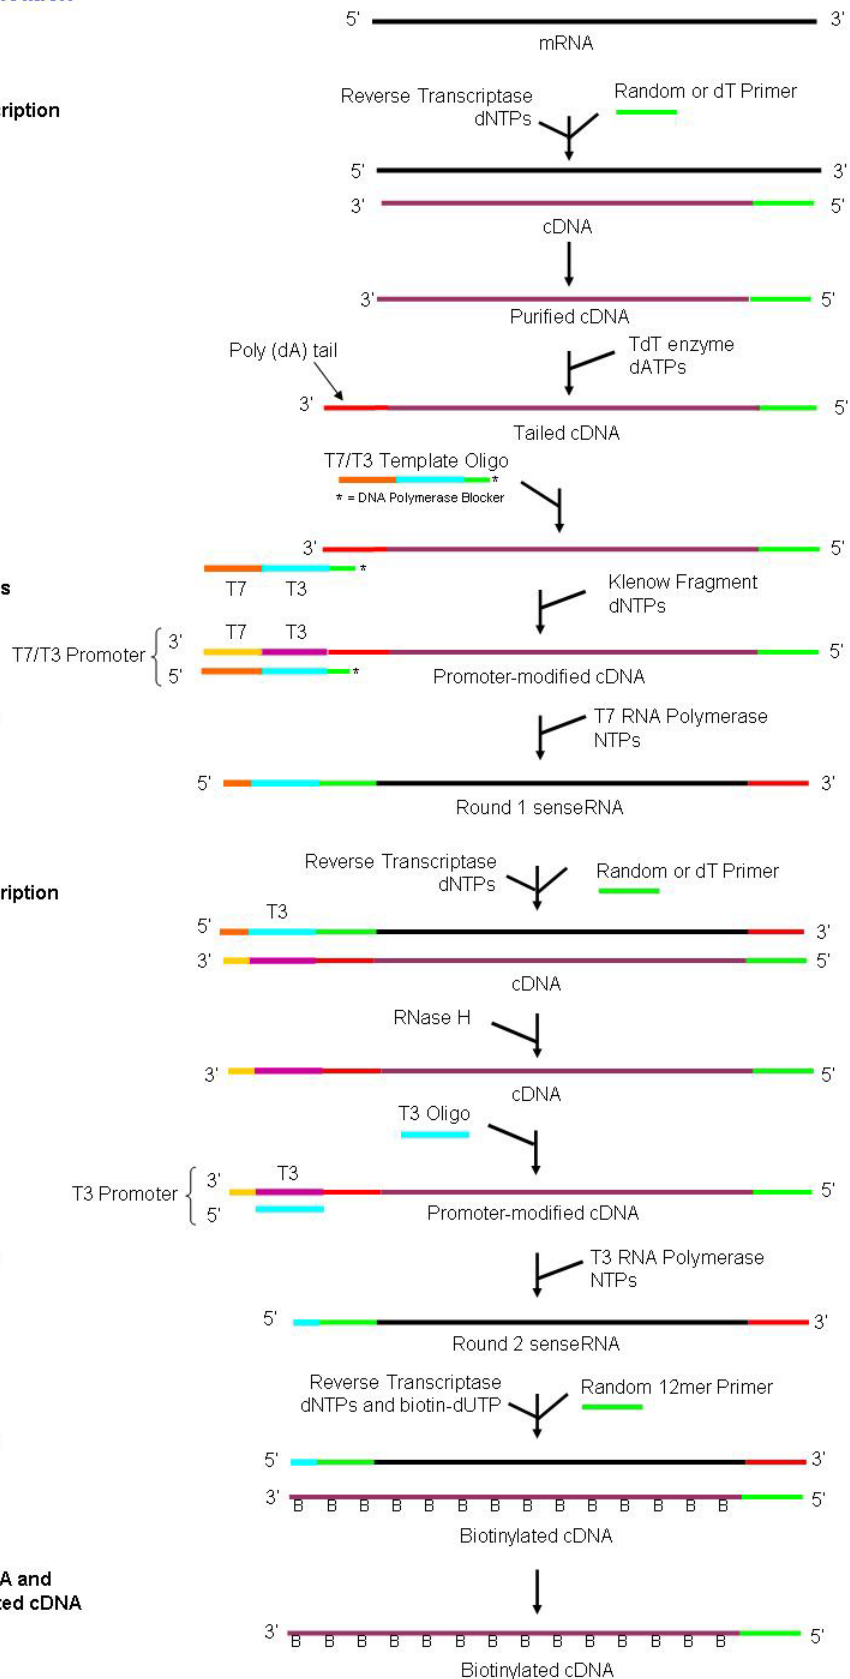 5' 3'
mRNA
Reverse Transcriptase
dNTPs
Random or dT Primer
cription
5' 3'
3' 5'
cDNA
3' 5'
Purified cDNA
Poly (dA) tail
TdT enzyme
dATPs
3' 5'
Tailed cDNA
T7/T3 Template Oligo
*
* = DNA Polymerase Blocker
3' 5'
*
T7 T3
s
Klenow Fragment
dNTPs
T7 T3
T7/T3 Promoter
3' 5'
5' *
Promoter-modified cDNA
T7 RNA Polymerase
NTPs
5' 3'
Round 1 senseRNA
Reverse Transcriptase
dNTPs
Random or dT Primer
ription
T3
5' 3'
3' 5'
cDNA
RNase H
3' 5'
cDNA
T3 Oligo
T3
T3 Promoter
3' 5'
5'
Promoter-modified cDNA
T3 RNA Polymerase
NTPs
5' 3'
Round 2 senseRNA
Reverse Transcriptase
dNTPs and biotin-dUTP
Random 12mer Primer
5' 3'
3' 5'
B B B B B B B B B B B B B B
Biotinylated cDNA
A and
ted cDNA
3' 5'
B B B B B B B B B B B B B B
Biotinylated cDNA